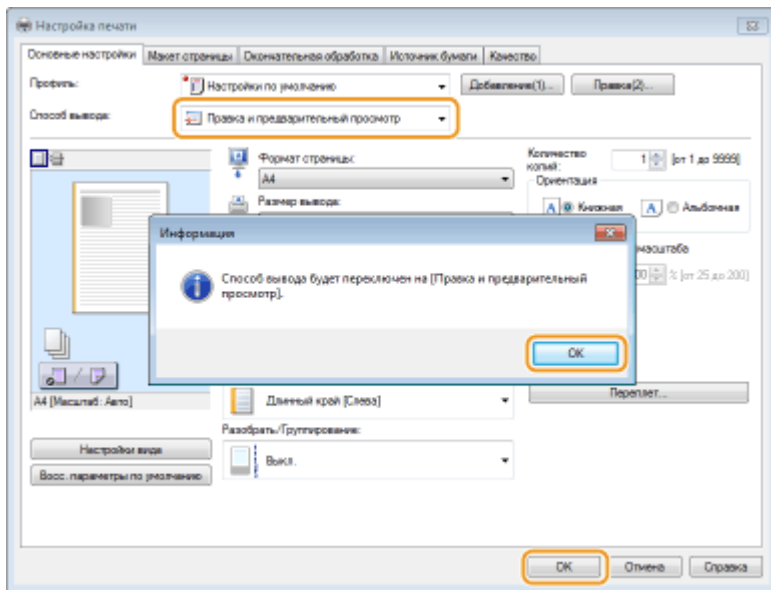 Настройка печати
Основные настройки Макет страницы Окончательная обработка Источник бумаги Качество
Профиль: Настройки по умолчанию Добавление(1)... Правка(2)...
Способ вывода: Правка и предварительный просмотр
Формат страницы:
A4
Размер вывода:
Количество копий: 1 [от 1 до 9999]
Ориентация
A Книжная A Альбомная
масштаба
00 % [от 25 до 200]
Информация
Способ вывода будет переключен на [Правка и предварительный
просмотр].
OK
A4 [Масштаб: Авто]
Длинный край [Слева]
Переплет...
Разобрать/Группирование:
Выкл.
Настройки вида
Восс. параметры по умолчанию
OK Отмена Справка